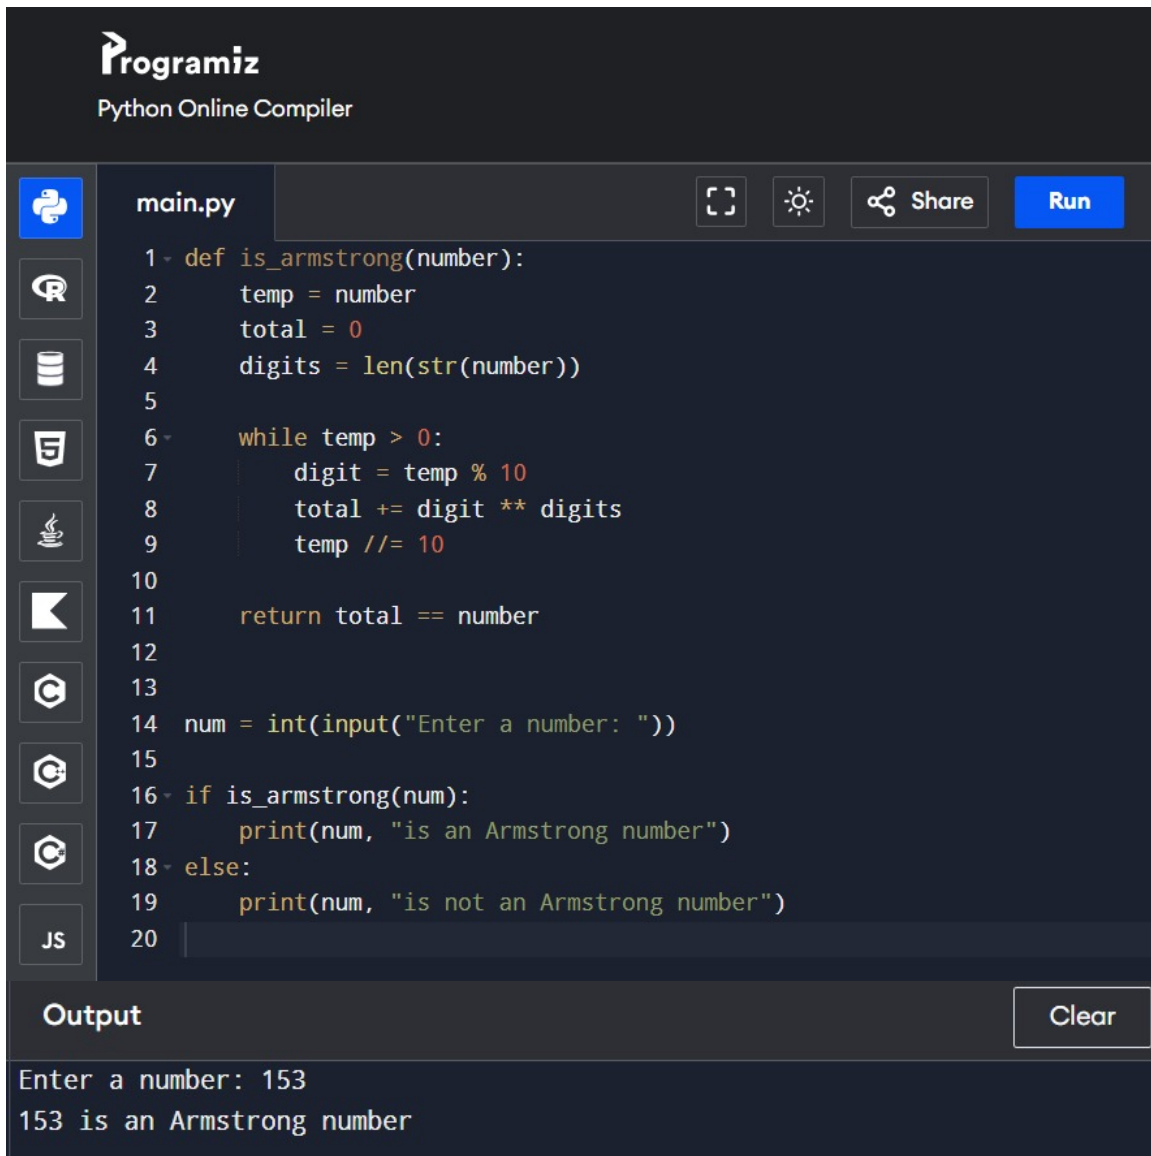 Programiz
Python Online Compiler
main.py
Share
Run
1 def is_armstrong(number):
2     temp = number
3     total = 0
4     digits = len(str(number))
5
6     while temp > 0:
7         digit = temp % 10
8         total += digit ** digits
9         temp //= 10
10
11     return total == number
12
13
14 num = int(input("Enter a number: "))
15
16 if is_armstrong(num):
17     print(num, "is an Armstrong number")
18 else:
19     print(num, "is not an Armstrong number")
20
R
5
C
C++
C#
JS
Output
Clear
Enter a number: 153
153 is an Armstrong number